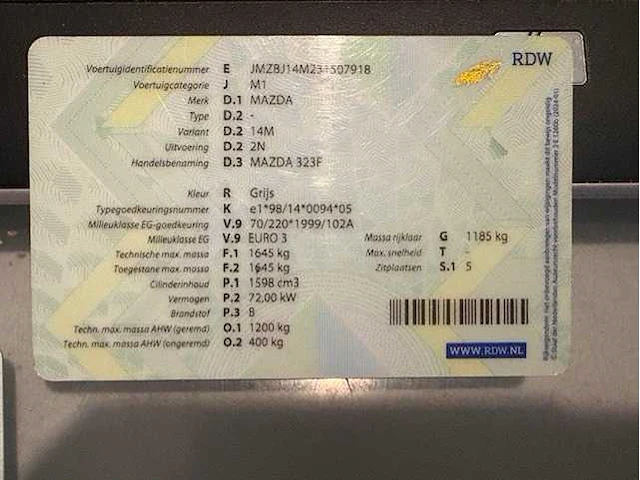 RDW
Voertuigidentificatienummer E JMZBJ14M231507918
Voertuigcategorie J M1
Merk D.1 MAZDA
Type D.2 -
Variant D.2 14M
Uitvoering D.2 2N
Handelsbenaming D.3 MAZDA 323F
Kleur R Grijs
Typegoedkeuringsnummer K e1*98/14*0094*05
Milieuklasse EG-goedkeuring V.9 70/220*1999/102A
Milieuklasse EG V.9 EURO 3
Massa rijklaar G 1185 kg
Technische max. massa F.1 1645 kg
Max. snelheid T -
Toegestane max. massa F.2 1645 kg
Zitplaatsen S.1 5
Cilinderinhoud P.1 1598 cm3
Vermogen P.2 72,00 kW
Brandstof P.3 B
Techn. max. massa AHW (geremd) O.1 1200 kg
Techn. max. massa AHW (ongeremd) O.2 400 kg
WWW.RDW.NL